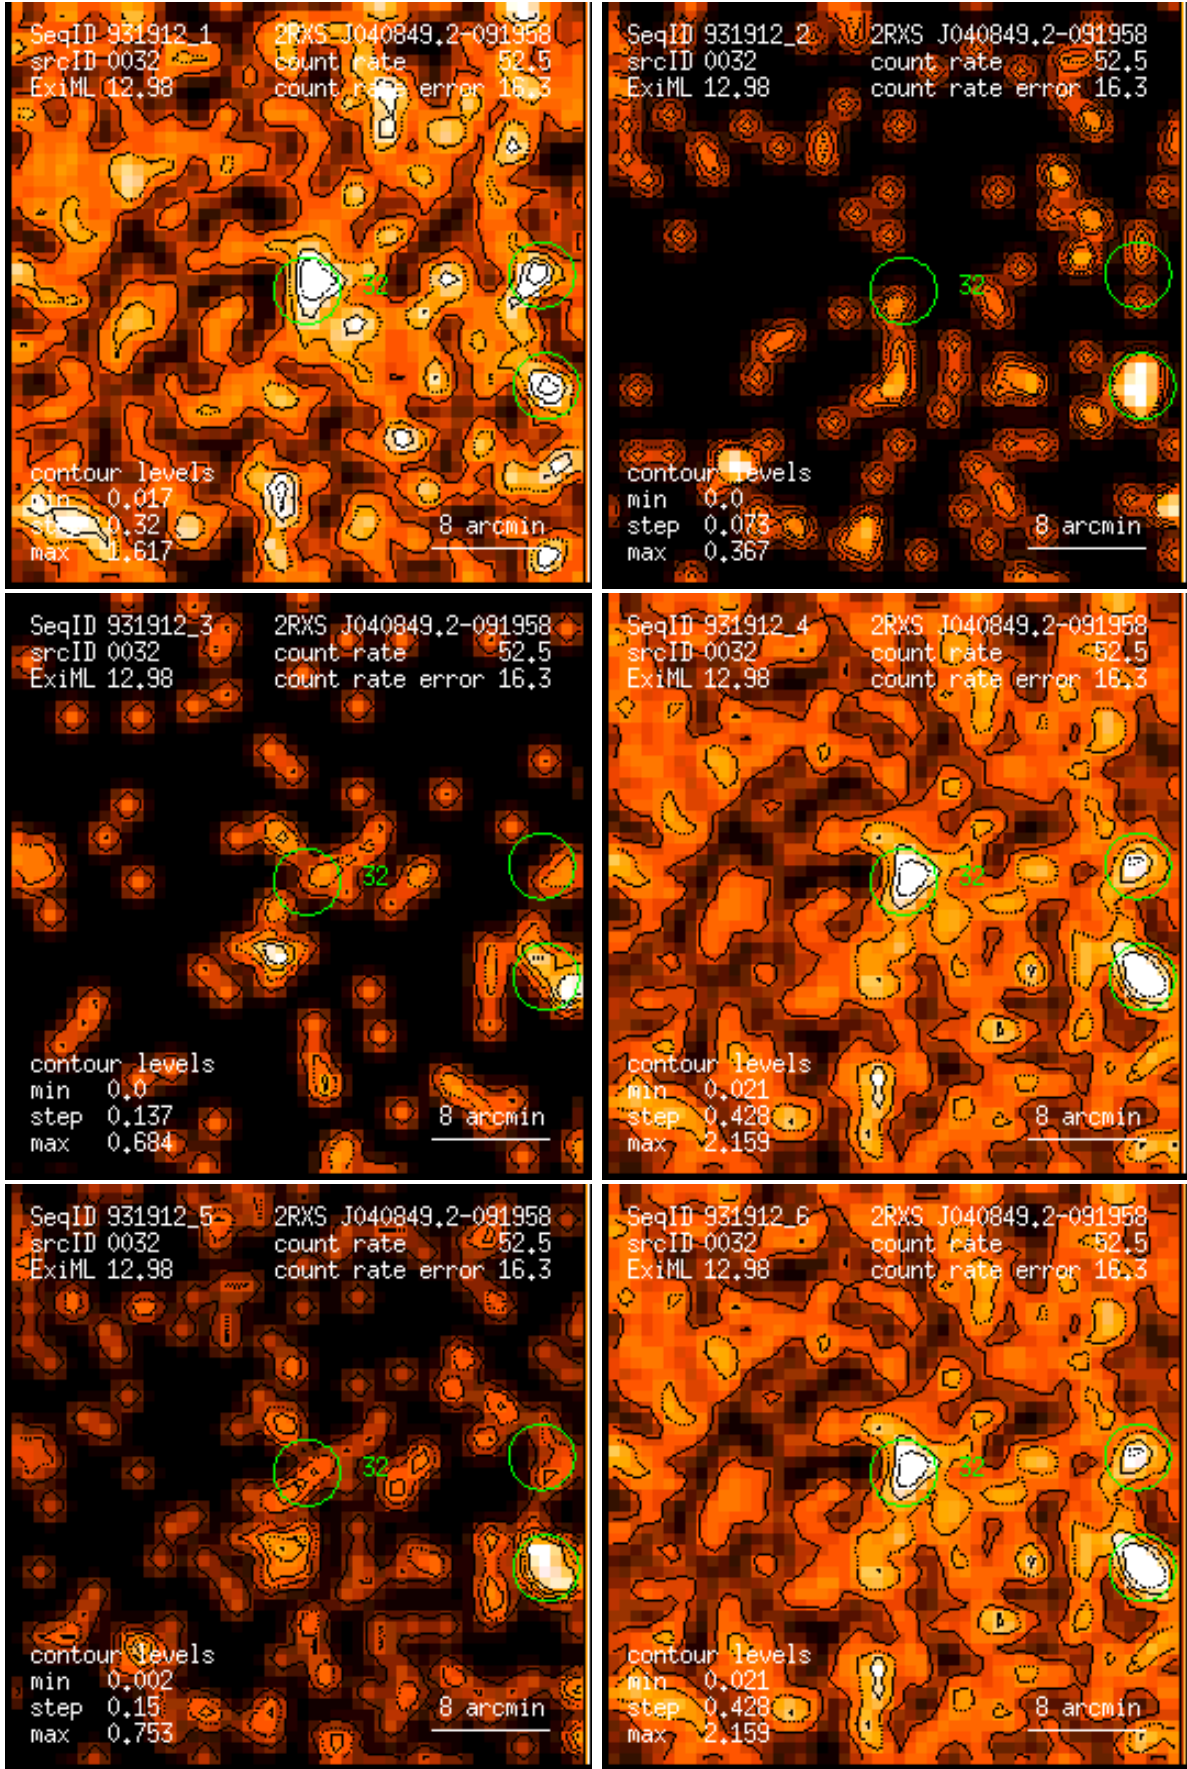 SeqID 931912_1 2RXS J040849.2-091958
srcID 0032 count rate 52.5
ExiML 12.98 count rate error 16.3
32
contour levels
min 0.017
step 0.32 8 arcmin
max 1.617
SeqID 931912_2 2RXS J040849.2-091958
srcID 0032 count rate 52.5
ExiML 12.98 count rate error 16.3
32
contour levels
min 0.0
step 0.073 8 arcmin
max 0.367
SeqID 931912_3 2RXS J040849.2-091958
srcID 0032 count rate 52.5
ExiML 12.98 count rate error 16.3
32
contour levels
min 0.0
step 0.137 8 arcmin
max 0.684
SeqID 931912_4 2RXS J040849.2-091958
srcID 0032 count rate 52.5
ExiML 12.98 count rate error 16.3
32
contour levels
min 0.021
step 0.428 8 arcmin
max 2.159
SeqID 931912_5 2RXS J040849.2-091958
srcID 0032 count rate 52.5
ExiML 12.98 count rate error 16.3
32
contour levels
min 0.002
step 0.15 8 arcmin
max 0.753
SeqID 931912_6 2RXS J040849.2-091958
srcID 0032 count rate 52.5
ExiML 12.98 count rate error 16.3
32
contour levels
min 0.021
step 0.428 8 arcmin
max 2.159